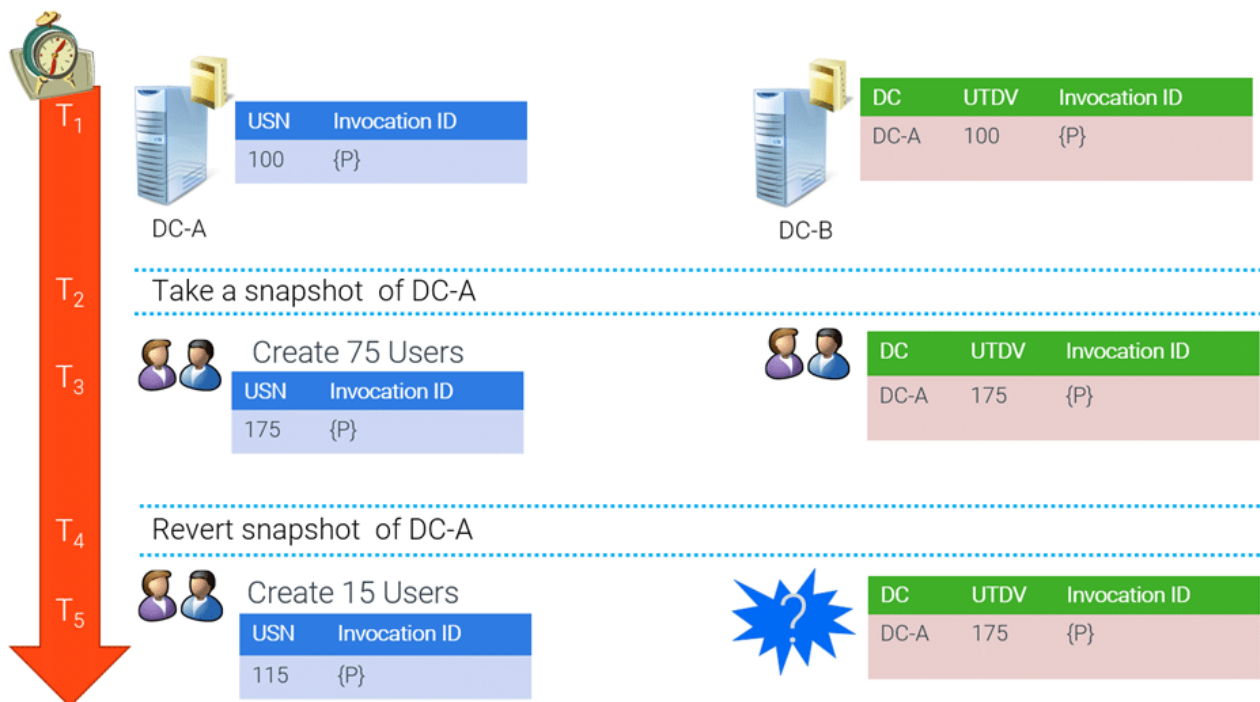 T1
USN Invocation ID
100 {P}
DC-A
DC UTDV Invocation ID
DC-A 100 {P}
DC-B
T2
Take a snapshot of DC-A
T3
Create 75 Users
USN Invocation ID
175 {P}
DC UTDV Invocation ID
DC-A 175 {P}
T4
Revert snapshot of DC-A
T5
Create 15 Users
USN Invocation ID
115 {P}
?
DC UTDV Invocation ID
DC-A 175 {P}